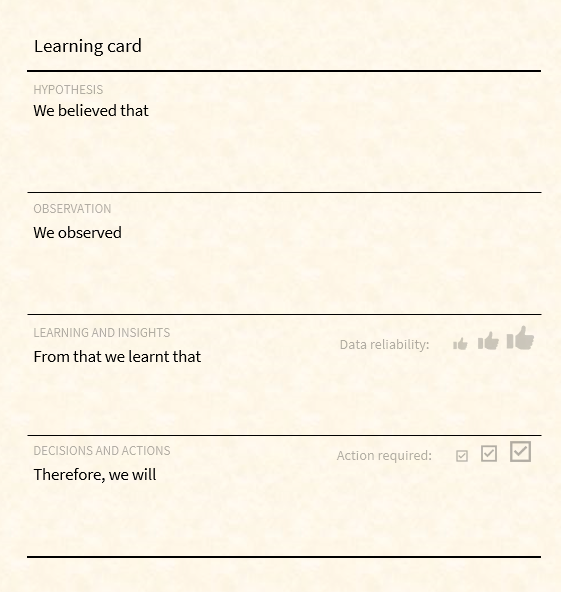 Learning card
HYPOTHESIS
We believed that
OBSERVATION
We observed
LEARNING AND INSIGHTS
Data reliability:
From that we learnt that
DECISIONS AND ACTIONS
Action required:
Therefore, we will